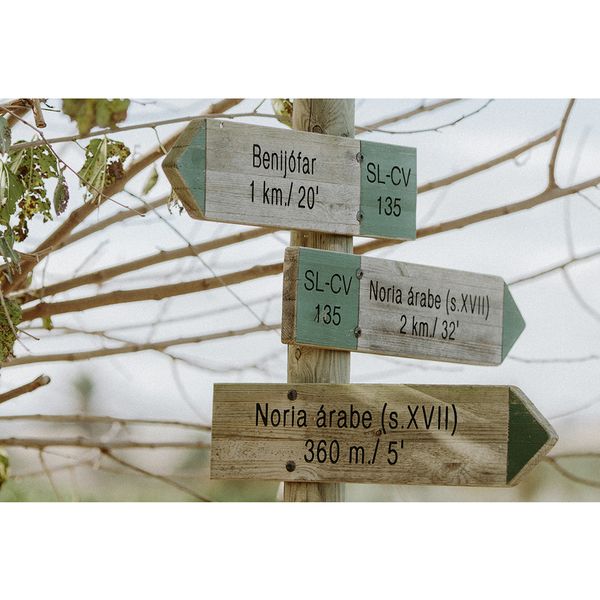 Benijófar
1 km./ 20'
SL-CV
135
SL-CV
135
Noria árabe (s.XVII)
2 km./ 32'
Noria árabe (s.XVII)
360 m./ 5'